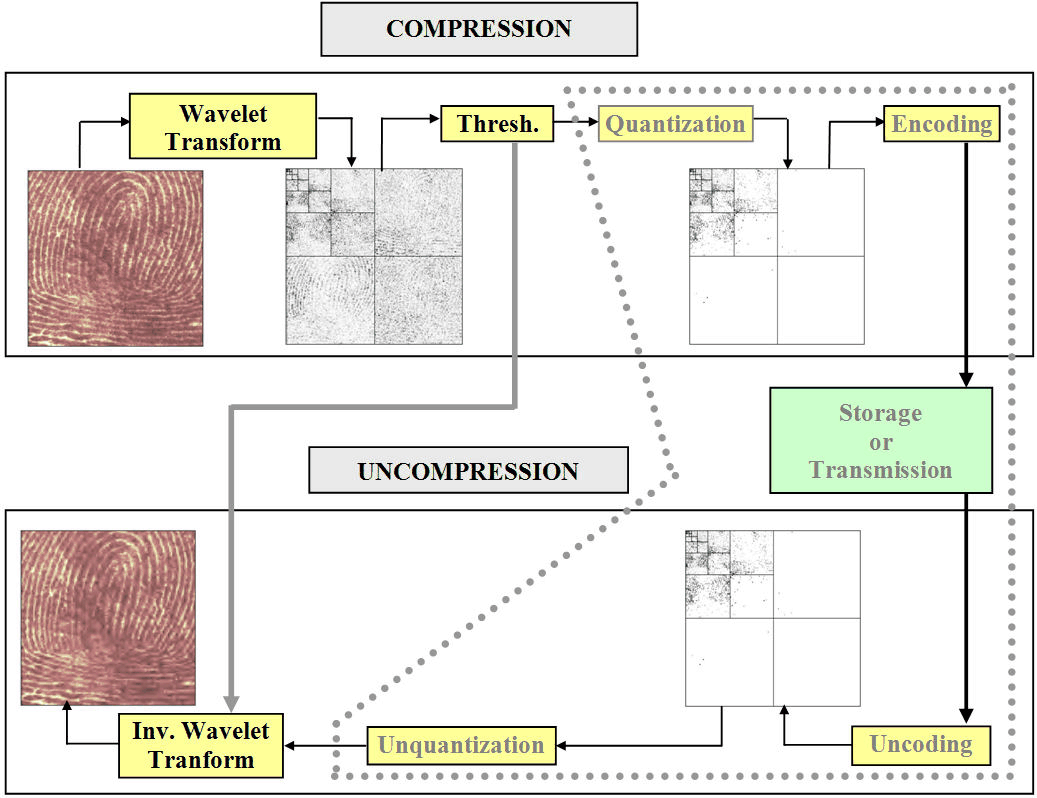 COMPRESSION
Wavelet
Transform
Thresh.
Quantization
Encoding
Storage
or
Transmission
UNCOMPRESSION
Inv. Wavelet
Tranform
Unquantization
Uncoding